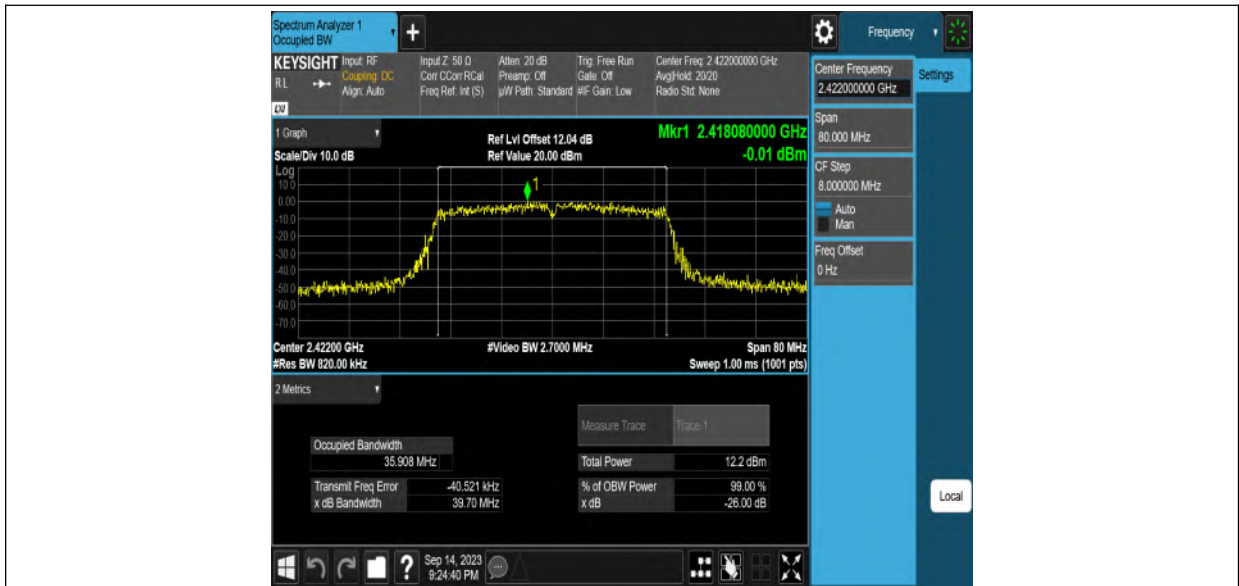 Spectrum Analyzer 1
Occupied BW
+
Frequency
KEYSIGHT
R L
LXI
Input: RF
Coupling: DC
Align: Auto
Input Z: 50 Ω
Corr CCorr RCal
Freq Ref: Int (S)
Atten: 20 dB
Preamp: Off
µW Path: Standard
Trig: Free Run
Gate: Off
#IF Gain: Low
Center Freq: 2.422000000 GHz
Avg|Hold: 20/20
Radio Std: None
Center Frequency
2.422000000 GHz
Settings
Span
80.000 MHz
CF Step
8.000000 MHz
Auto
Man
Freq Offset
0 Hz
1 Graph
Scale/Div 10.0 dB
Ref Lvl Offset 12.04 dB
Ref Value 20.00 dBm
Mkr1 2.418080000 GHz
-0.01 dBm
Log
10.0
0.00
-10.0
-20.0
-30.0
-40.0
-50.0
-60.0
-70.0
1
Center 2.42200 GHz
#Video BW 2.7000 MHz
Span 80 MHz
#Res BW 820.00 kHz
Sweep 1.00 ms (1001 pts)
2 Metrics
Measure Trace Trace 1
Occupied Bandwidth
35.908 MHz
Total Power 12.2 dBm
Transmit Freq Error -40.521 kHz
% of OBW Power 99.00 %
x dB Bandwidth 39.70 MHz
x dB -26.00 dB
Local
?
Sep 14, 2023
9:24:40 PM